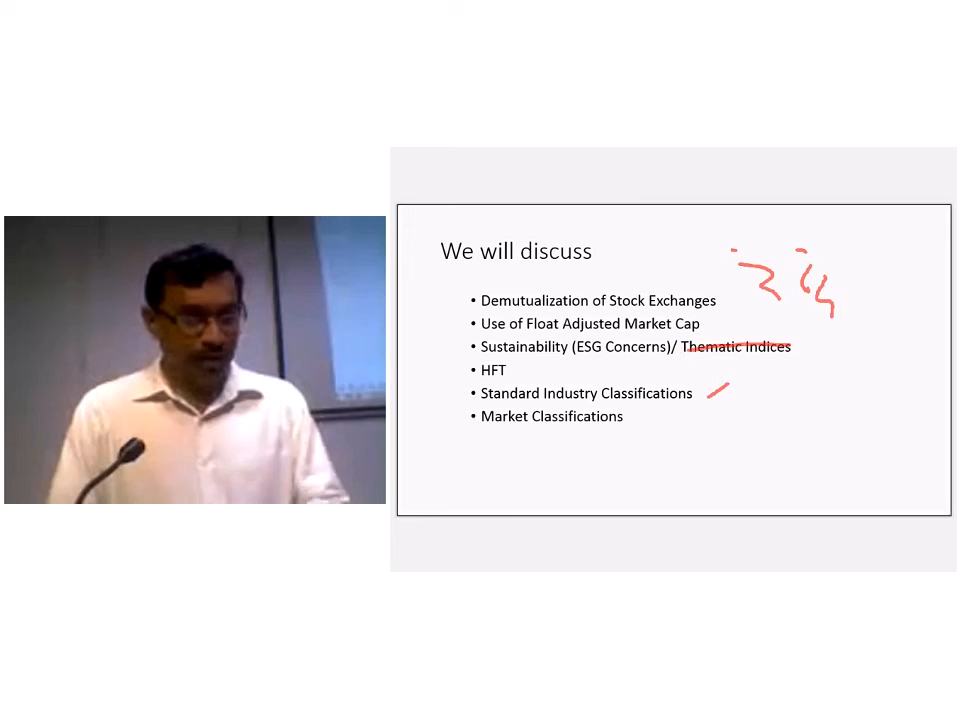 We will discuss
• Demutualization of Stock Exchanges
• Use of Float Adjusted Market Cap
• Sustainability (ESG Concerns)/ Thematic Indices
• HFT
• Standard Industry Classifications
• Market Classifications